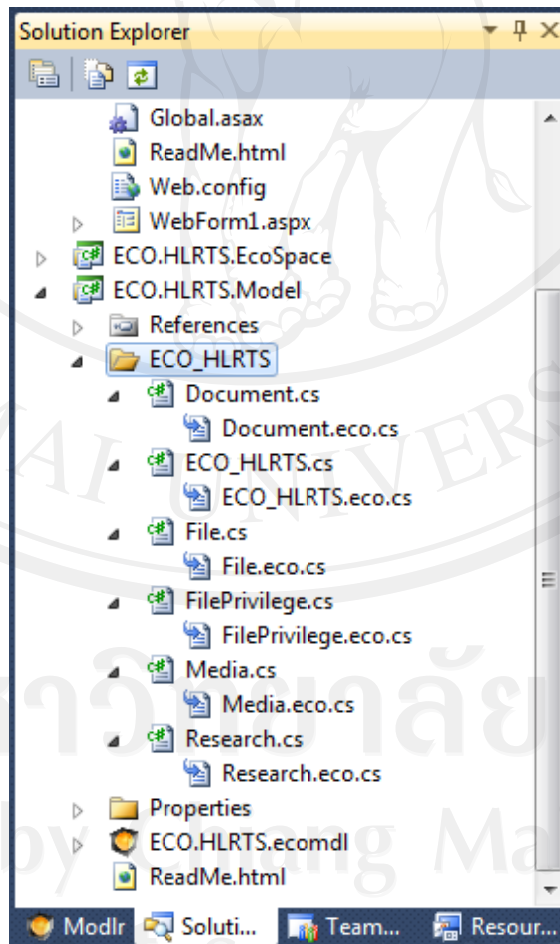 Solution Explorer
Global.asax
ReadMe.html
Web.config
WebForm1.aspx
ECO.HLRTS.EcoSpace
ECO.HLRTS.Model
References
ECO_HLRTS
Document.cs
Document.eco.cs
ECO_HLRTS.cs
ECO_HLRTS.eco.cs
File.cs
File.eco.cs
FilePrivilege.cs
FilePrivilege.eco.cs
Media.cs
Media.eco.cs
Research.cs
Research.eco.cs
Properties
ECO.HLRTS.ecomdl
ReadMe.html
Modlr Soluti... Team... Resour...
by Chiang Ma